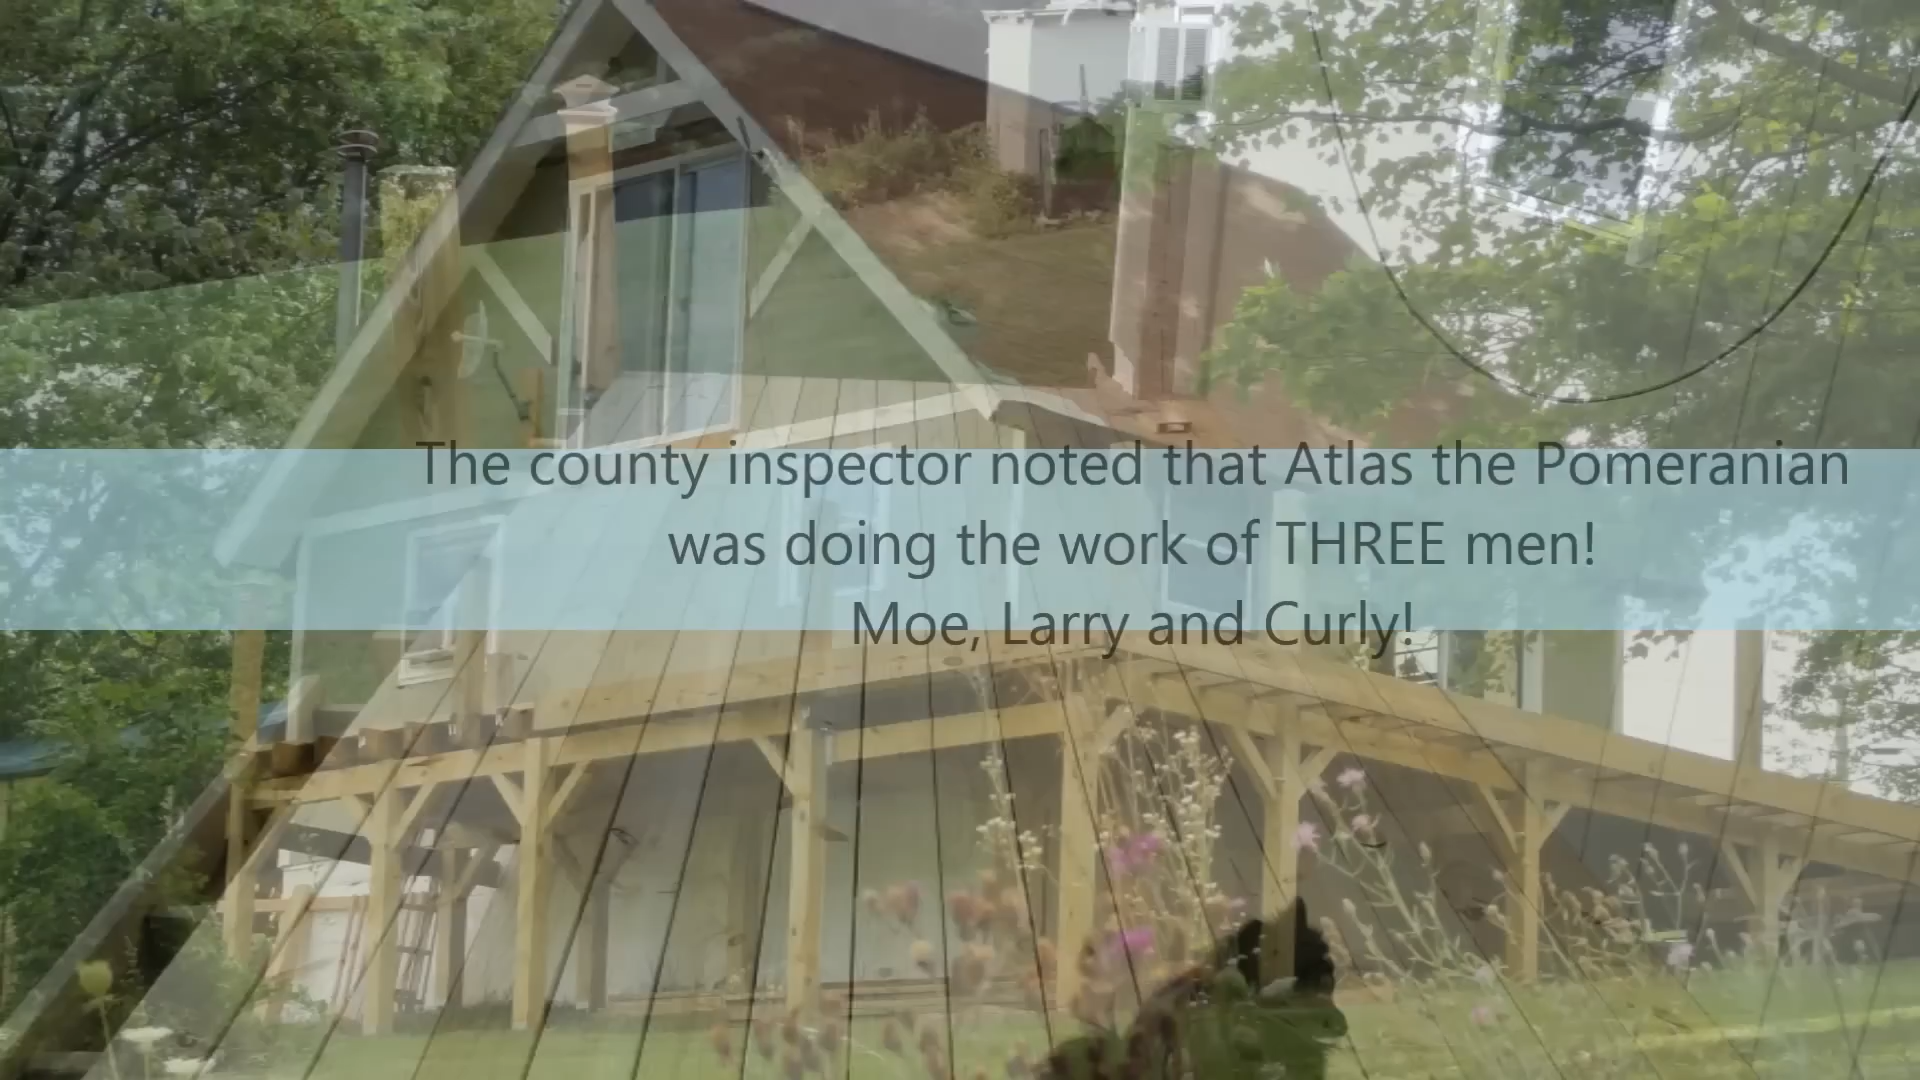 The county inspector noted that Atlas the Pomeranian
was doing the work of THREE men!
Moe, Larry and Curly!